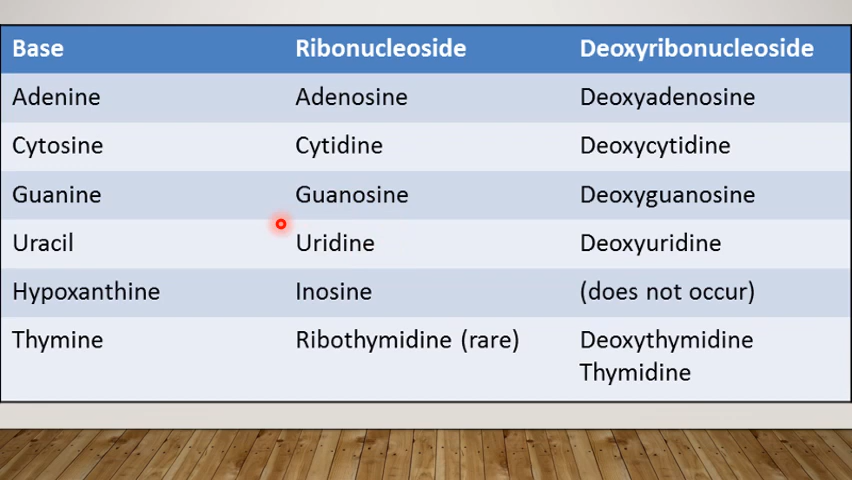 Base Ribonucleoside Deoxyribonucleoside
Adenine Adenosine Deoxyadenosine
Cytosine Cytidine Deoxycytidine
Guanine Guanosine Deoxyguanosine
Uracil Uridine Deoxyuridine
Hypoxanthine Inosine (does not occur)
Thymine Ribothymidine (rare) Deoxythymidine
Thymidine